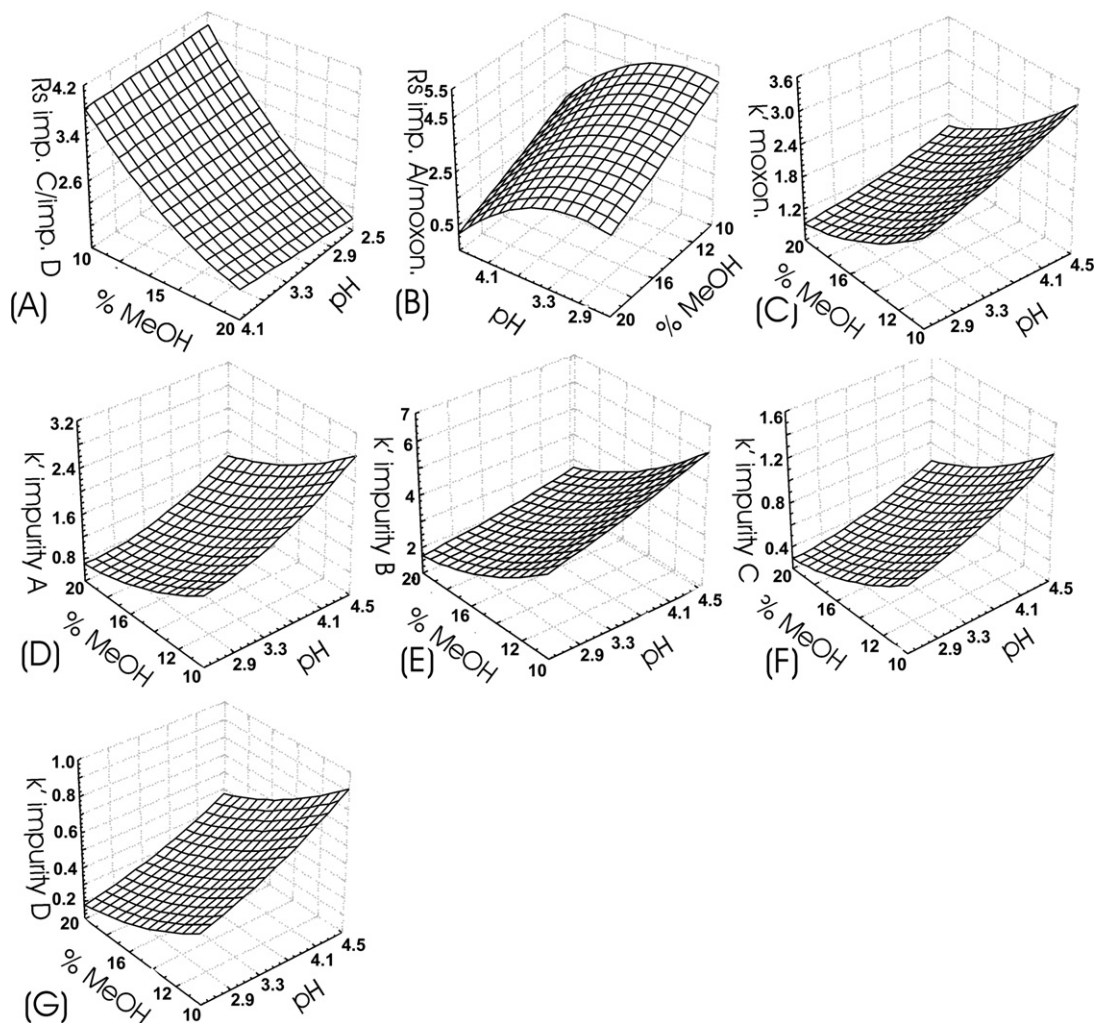 4.2
3.4
2.6
Rs imp. C/imp. D
10
15
20
% MeOH
4.1
3.3
2.9
2.5
pH
(A)
5.5
4.5
2.5
0.5
Rs imp. A/moxon.
4.1
3.3
2.9
pH
20
16
12
10
% MeOH
(B)
3.6
3.0
2.4
1.8
1.2
k' moxon.
20
16
12
10
% MeOH
2.9
3.3
4.1
4.5
pH
(C)
3.2
2.4
1.6
0.8
k' impurity A
20
16
12
10
% MeOH
2.9
3.3
4.1
4.5
pH
(D)
7
6
4
2
k' impurity B
20
16
12
10
% MeOH
2.9
3.3
4.1
4.5
pH
(E)
1.6
1.2
0.8
0.4
k' impurity C
20
16
12
10
% MeOH
2.9
3.3
4.1
4.5
pH
(F)
1.0
0.8
0.6
0.4
0.2
k' impurity D
20
16
12
10
% MeOH
2.9
3.3
4.1
4.5
pH
(G)